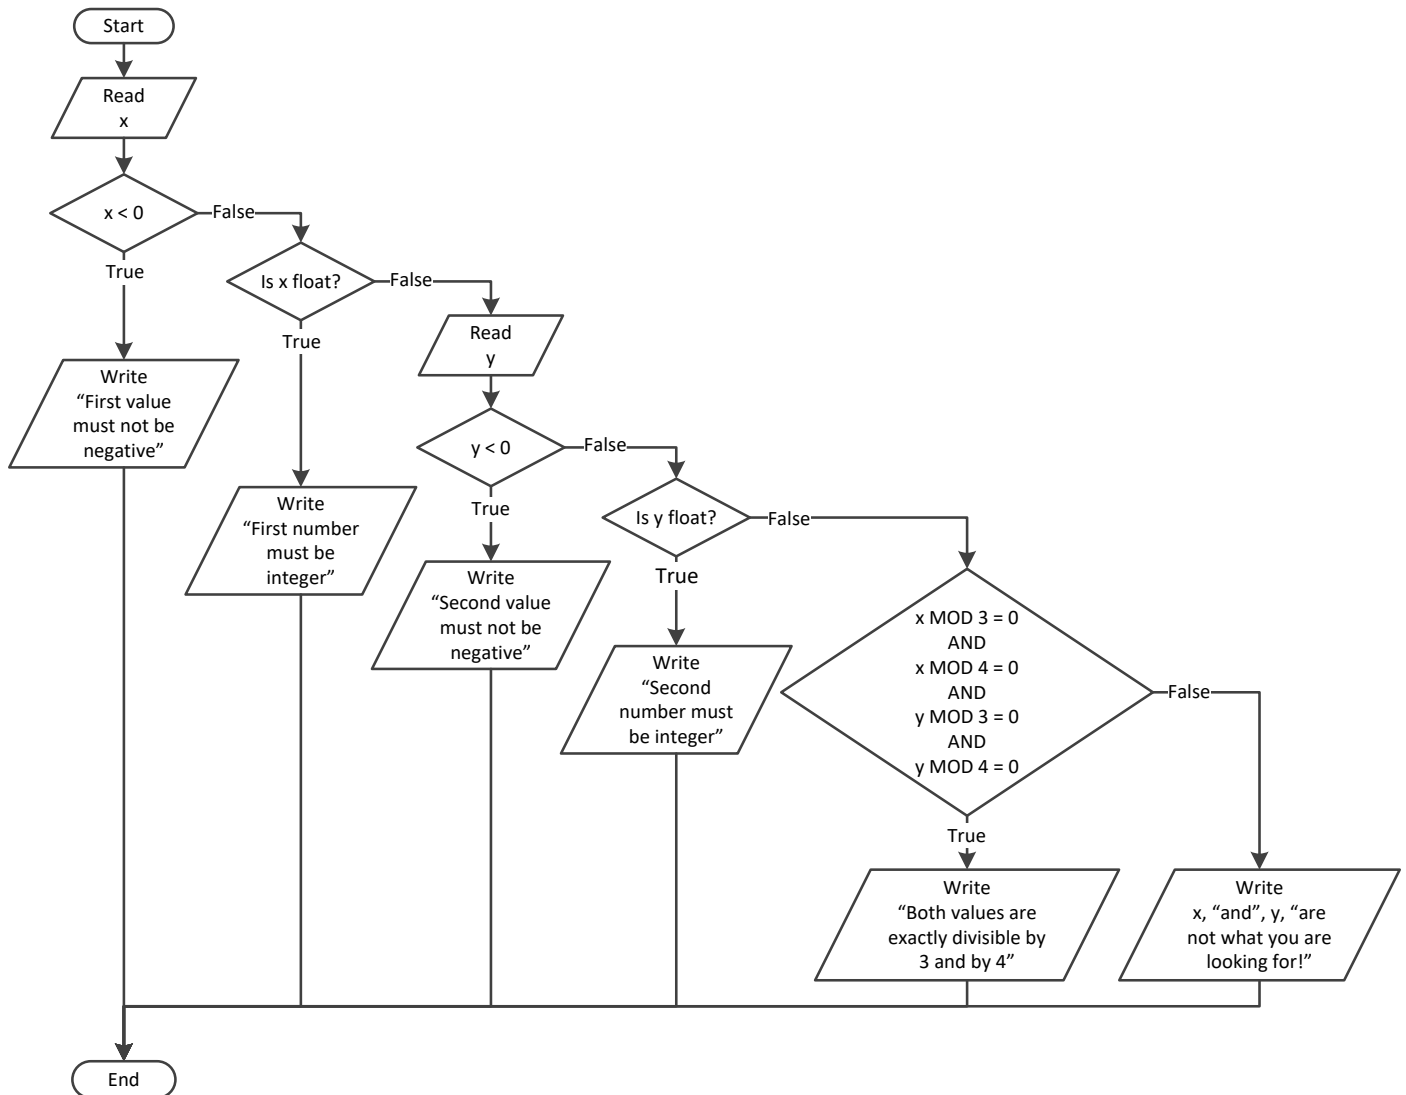 Start
Read
x
x < 0
False
True
Is x float?
False
True
Read
y
Write
“First value
must not be
negative”
y < 0
False
True
Write
“First number
must be
integer”
Is y float?
False
True
Write
“Second value
must not be
negative”
x MOD 3 = 0
AND
x MOD 4 = 0
AND
y MOD 3 = 0
AND
y MOD 4 = 0
False
True
Write
“Second
number must
be integer”
Write
“Both values are
exactly divisible by
3 and by 4”
Write
x, “and”, y, “are
not what you are
looking for!”
End